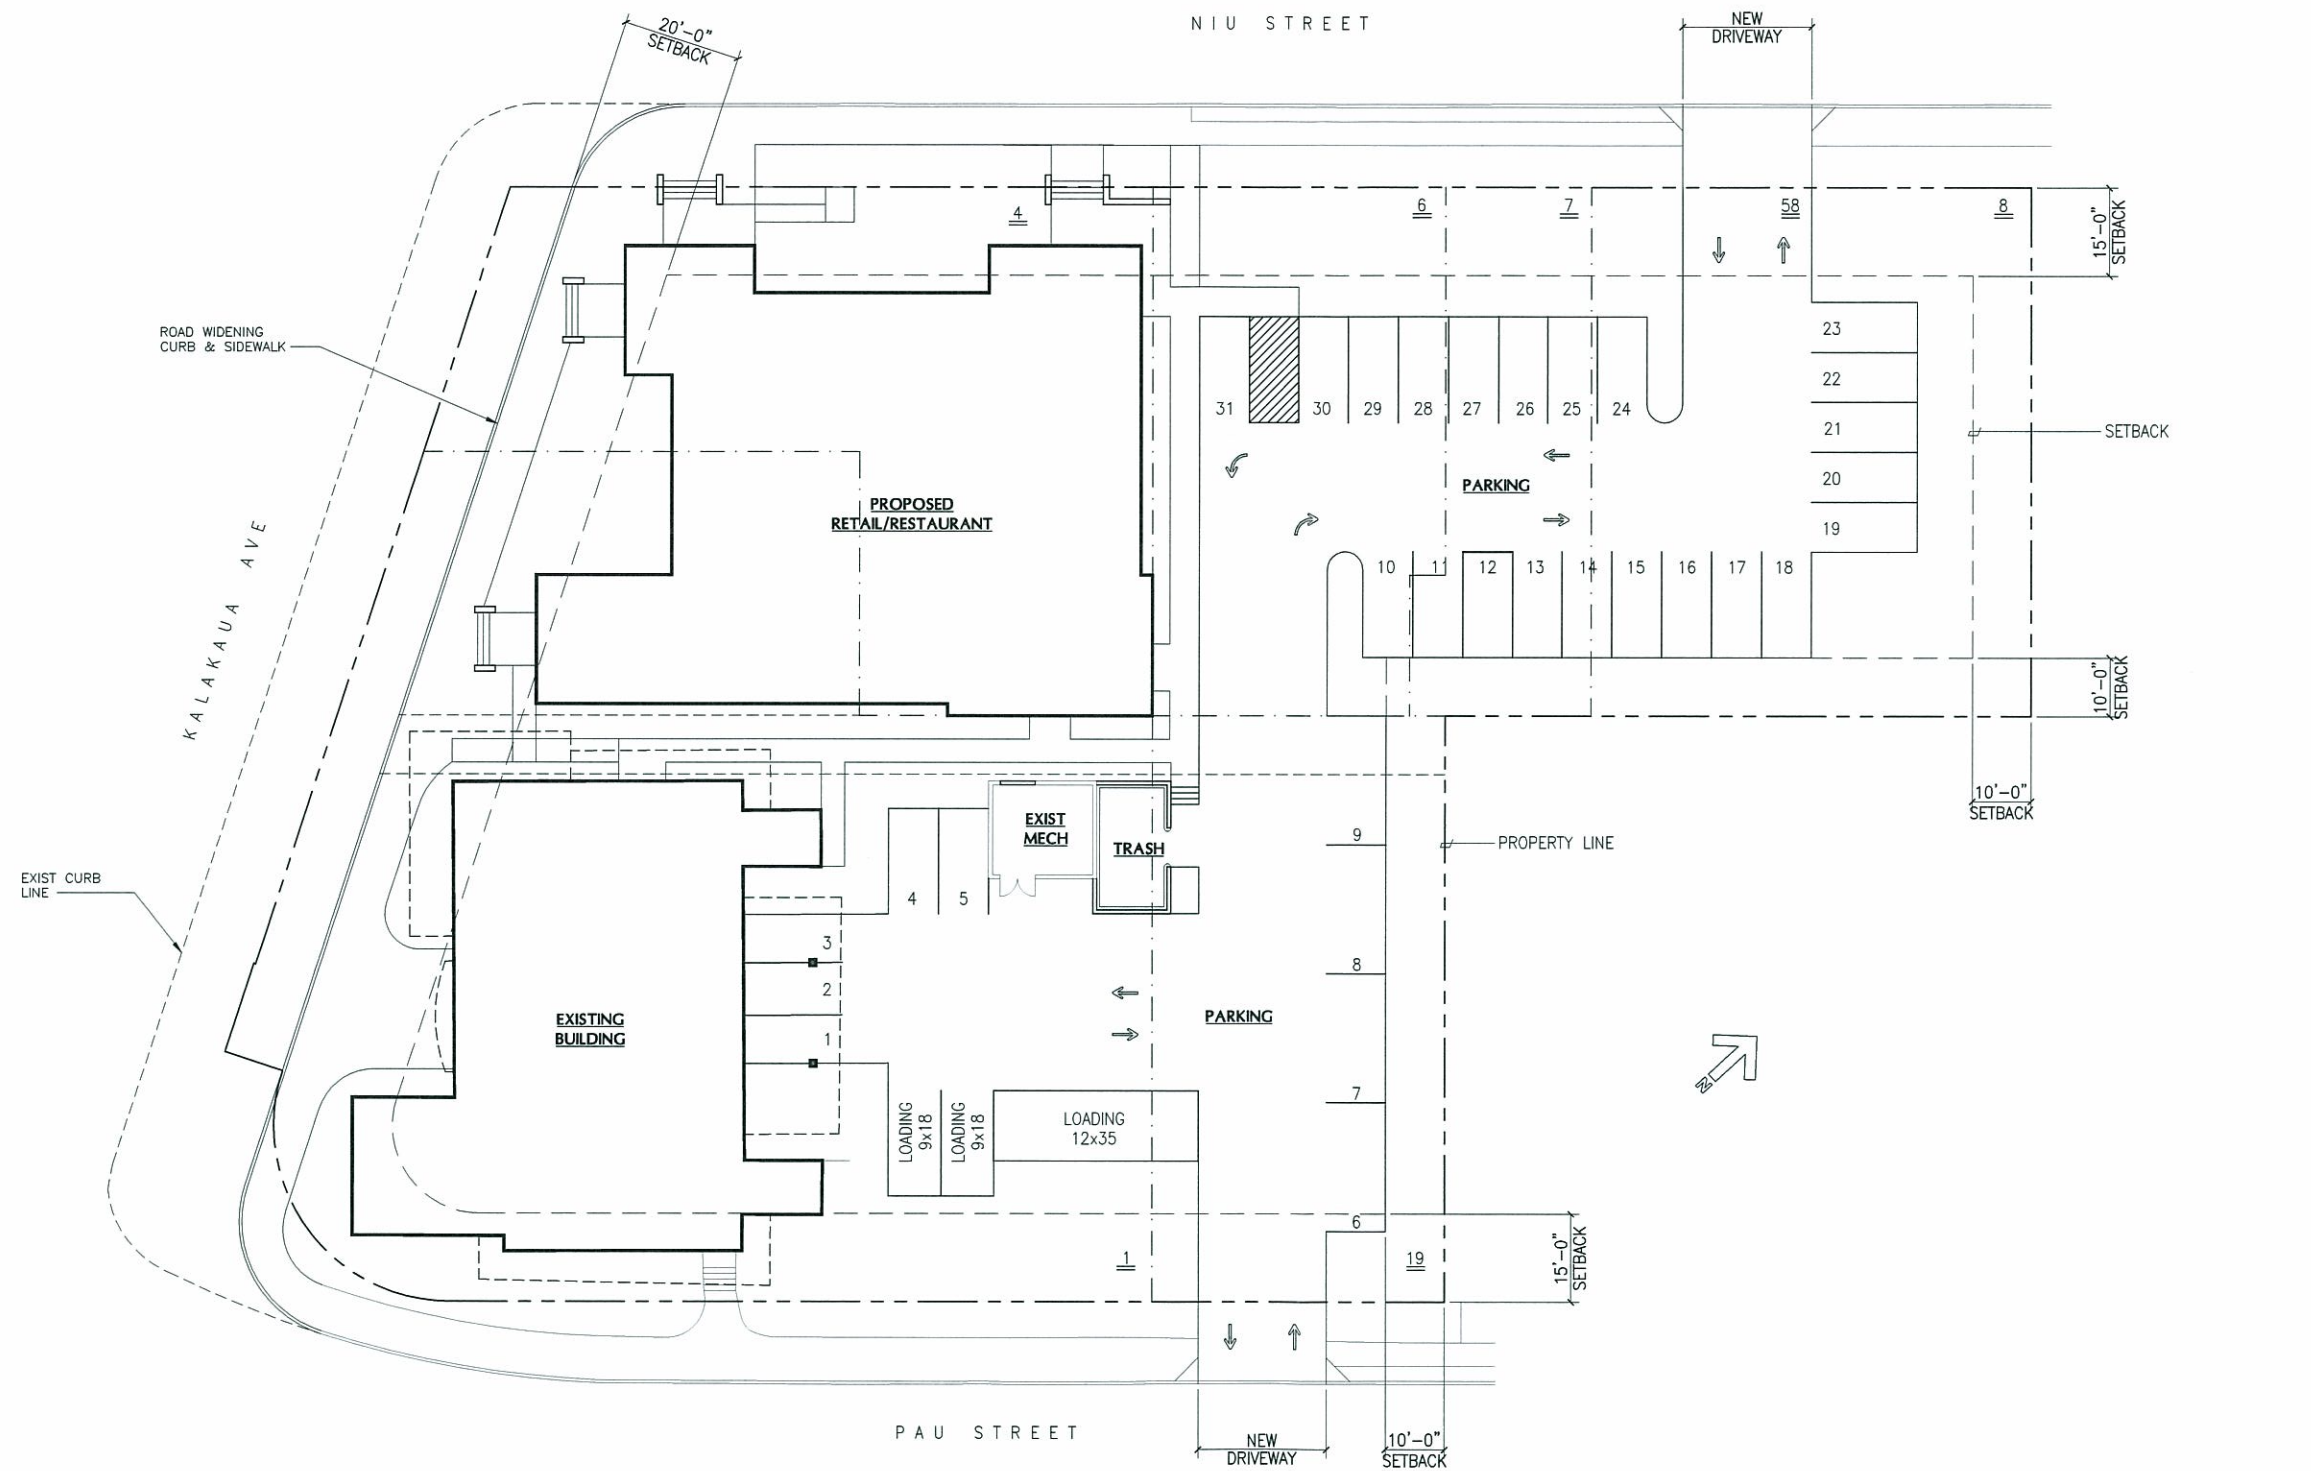 NIU STREET
NEW
DRIVEWAY
20'-0"
SETBACK
4
6
7
58
8
15'-0"
SETBACK
ROAD WIDENING
CURB & SIDEWALK
23
22
21
20
19
SETBACK
31
30
29
28
27
26
25
24
PARKING
PROPOSED
RETAIL/RESTAURANT
KALAKAUA AVE
10
11
12
13
14
15
16
17
18
10'-0"
SETBACK
10'-0"
SETBACK
EXIST
MECH
TRASH
9
PROPERTY LINE
EXIST CURB
LINE
4
5
3
2
1
8
EXISTING
BUILDING
PARKING
7
N
LOADING
9x18
LOADING
9x18
LOADING
12x35
6
1
19
15'-0"
SETBACK
PAU STREET
NEW
DRIVEWAY
10'-0"
SETBACK